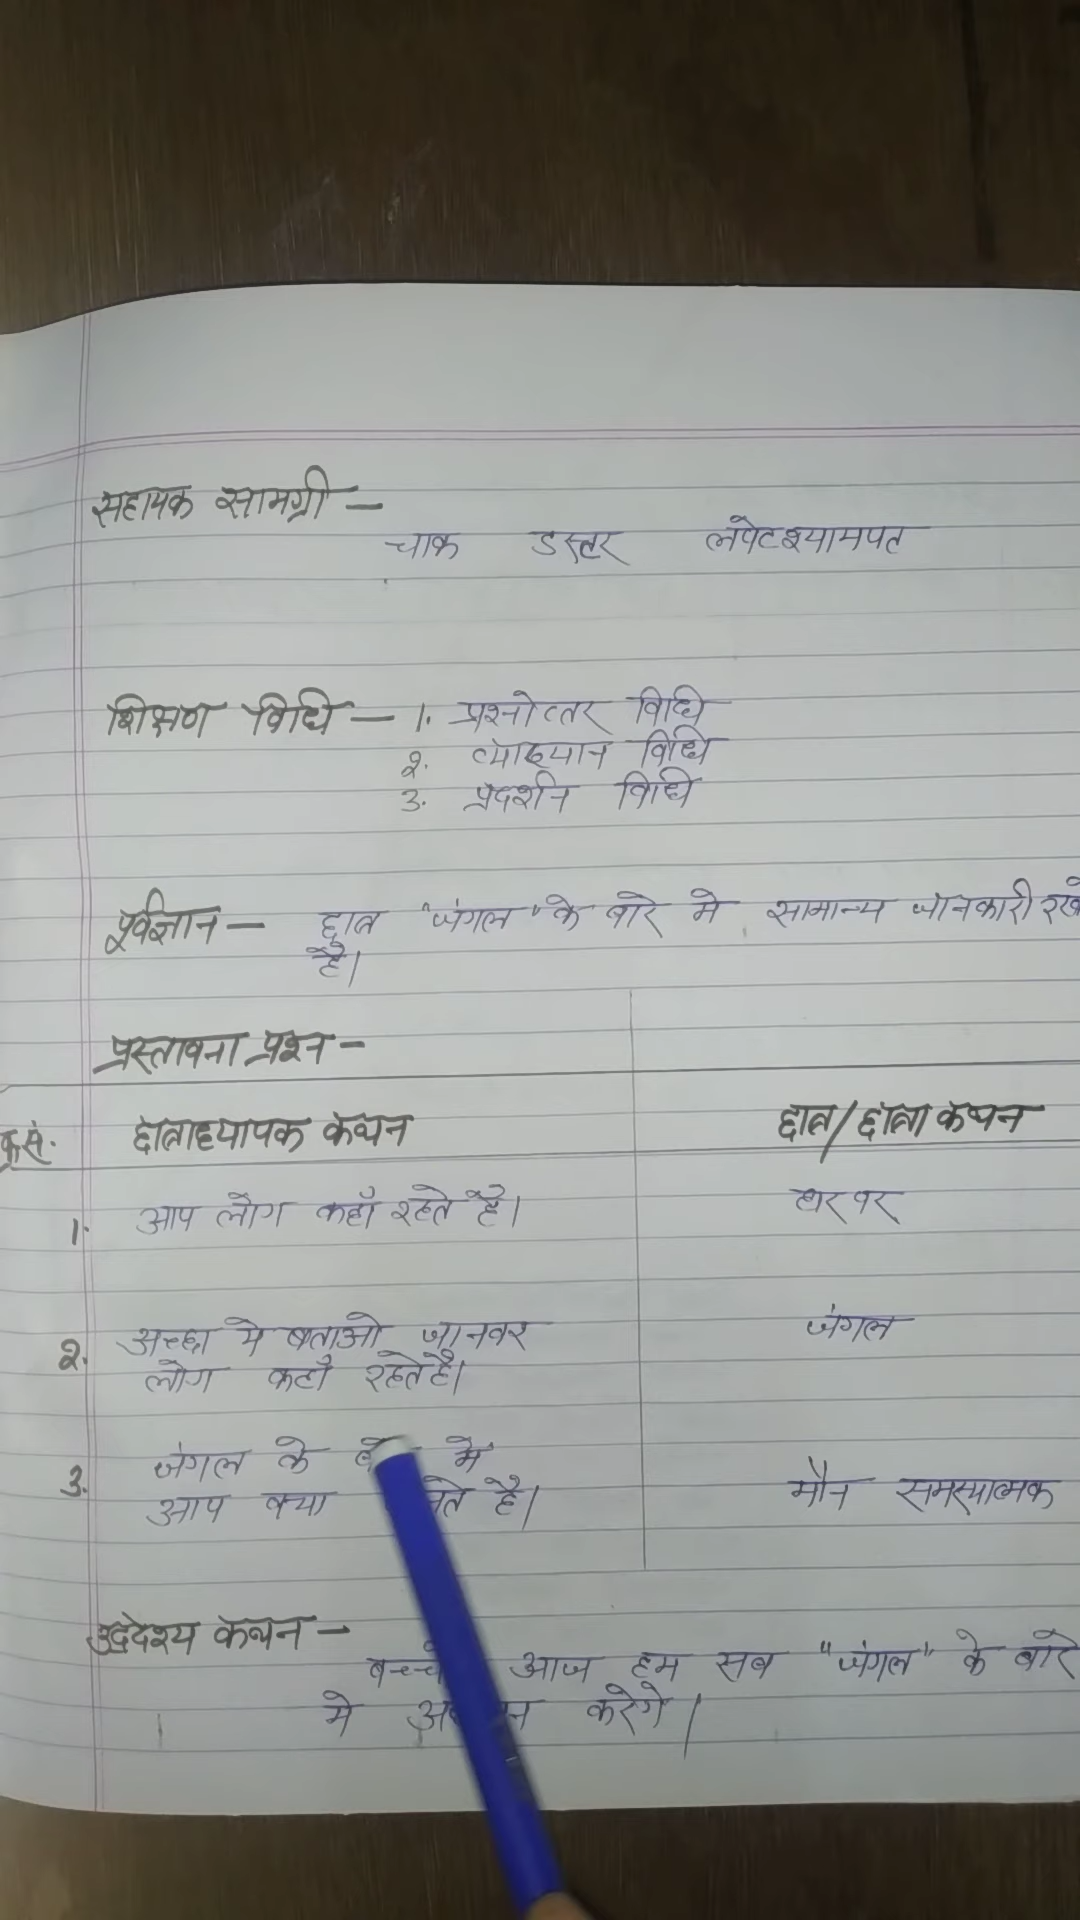 सहायक सामग्री —
चाक डस्टर लपेटश्यामपट
शिक्षण विधि — 1. प्रश्नोत्तर विधि
2. व्याख्यान विधि
3. प्रदर्शन विधि
पूर्वज्ञान — छात्र "जंगल" के बारे मे सामान्य जानकारी रखते
है।
प्रस्तावना प्रश्न -
क्र.सं. छात्राध्यापक कथन छात्र/छात्रा कथन
1. आप लोग कहाँ रहते है। घर पर
2. अच्छा ये बताओ जानवर जंगल
लोग कहाँ रहते है।
3. जंगल के में
आप क्या है। मौन समस्यात्मक
उद्देश्य कथन -
आज हम सब "जंगल" के बारे
मे करेगे।